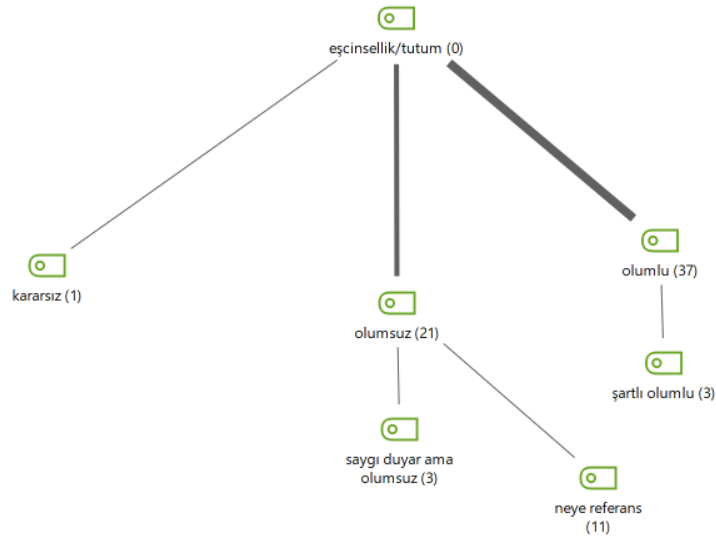 eşcinsellik/tutum (0)
kararsız (1)
olumlu (37)
olumsuz (21)
şartlı olumlu (3)
saygı duyar ama
olumsuz (3)
neye referans
(11)